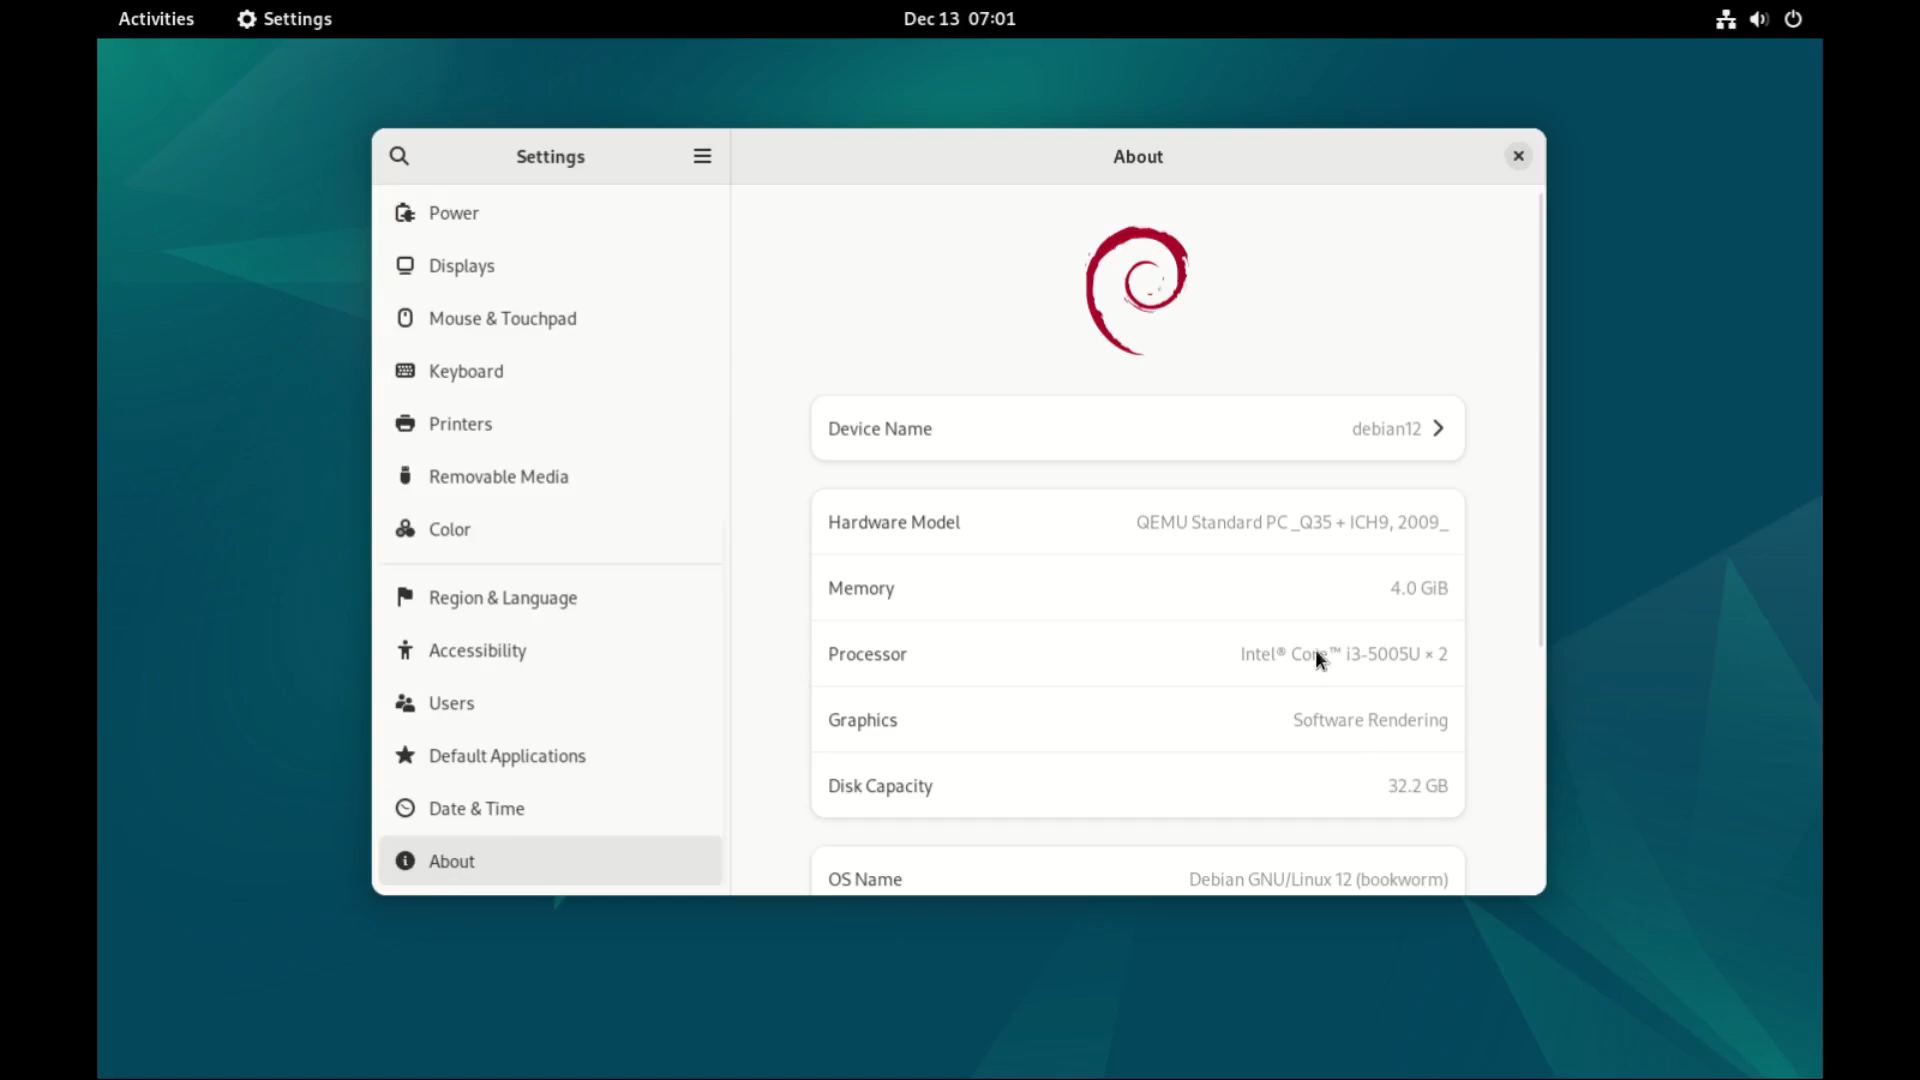 Activities Settings Dec 13 07:01
Settings
Power
Displays
Mouse & Touchpad
Keyboard
Printers
Removable Media
Color
Region & Language
Accessibility
Users
Default Applications
Date & Time
About
About
Device Name debian12
Hardware Model QEMU Standard PC _Q35 + ICH9, 2009_
Memory 4.0 GiB
Processor Intel® Core™ i3-5005U × 2
Graphics Software Rendering
Disk Capacity 32.2 GB
OS Name Debian GNU/Linux 12 (bookworm)